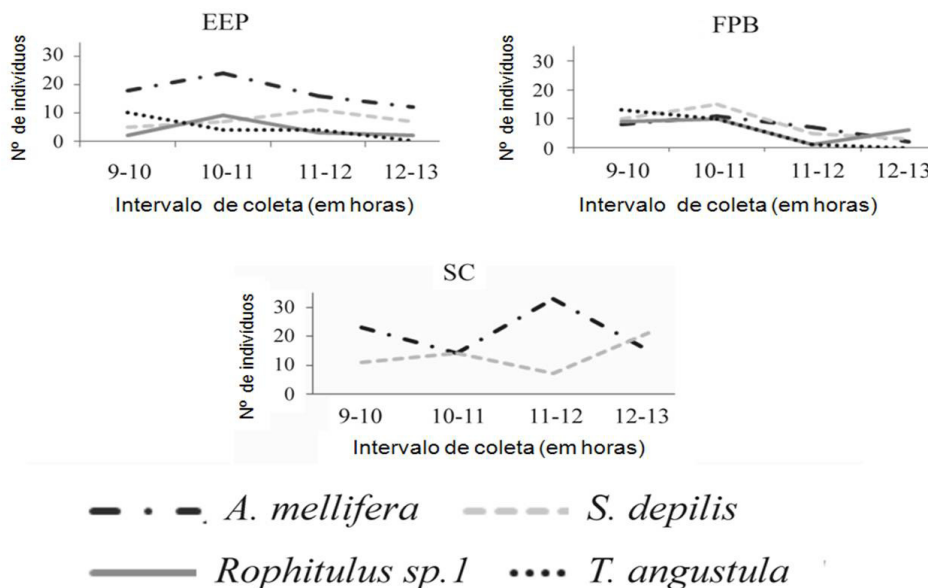 EEP
Nº de indivíduos
30
20
10
0
9-10 10-11 11-12 12-13
Intervalo de coleta (em horas)
FPB
Nº de indivíduos
30
20
10
0
9-10 10-11 11-12 12-13
Intervalo de coleta (em horas)
SC
Nº de indivíduos
30
20
10
0
9-10 10-11 11-12 12-13
Intervalo de coleta (em horas)
A. mellifera S. depilis
Rophitulus sp.1 T. angustula